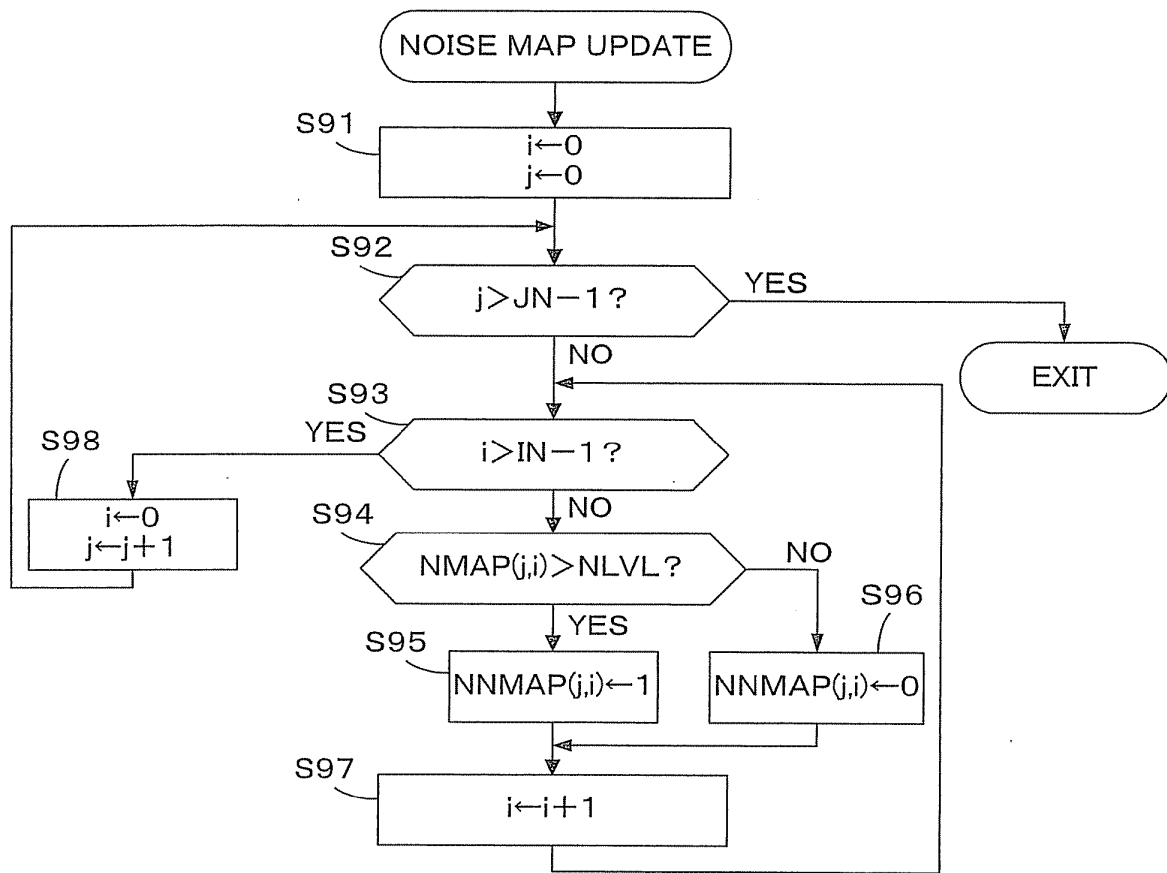 NOISE MAP UPDATE
S91
i←0
j←0
S92
j>JN-1?
YES
NO
EXIT
S93
YES
i>IN-1?
S98
i←0
j←j+1
NO
S94
NMAP(j,i)>NLVL?
NO
YES
S96
S95
NNMAP(j,i)←1
NNMAP(j,i)←0
S97
i←i+1